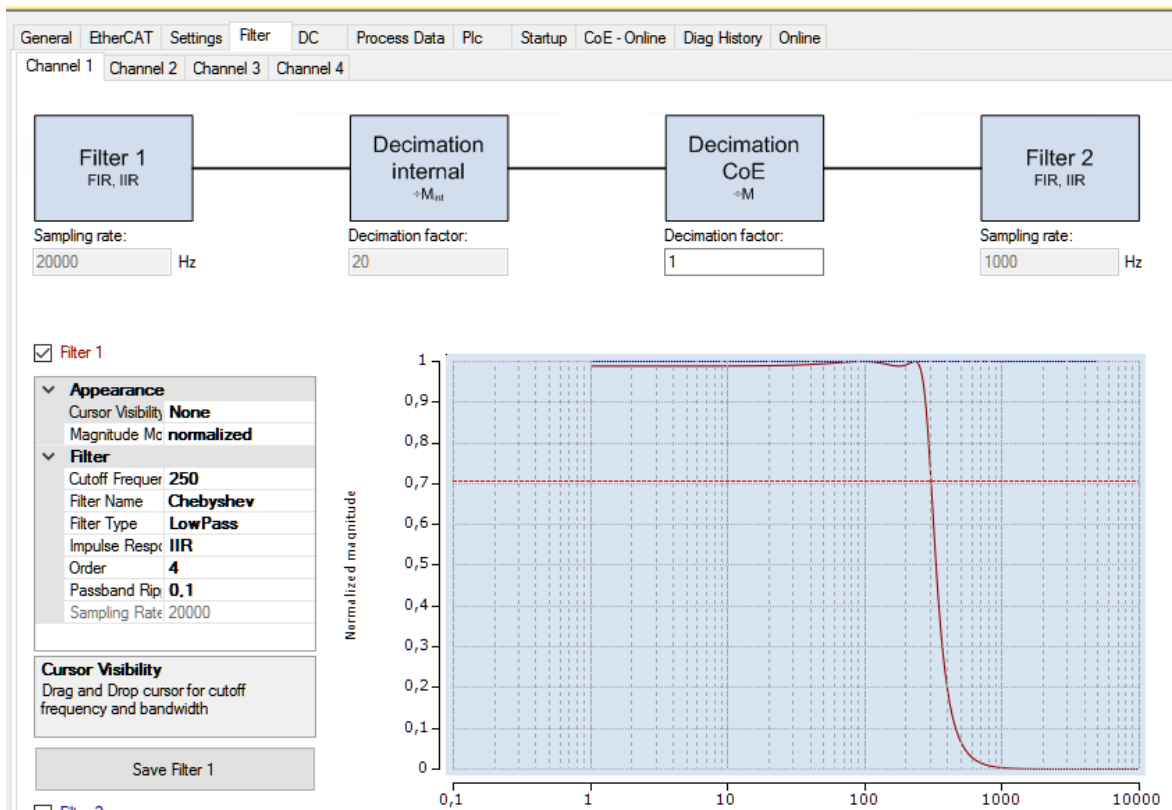 General EtherCAT Settings Filter DC Process Data Plc Startup CoE - Online Diag History Online
Channel 1 Channel 2 Channel 3 Channel 4
Filter 1
FIR, IIR
Decimation
internal
÷Mint
Decimation
CoE
÷M
Filter 2
FIR, IIR
Sampling rate:
20000 Hz
Decimation factor:
20
Decimation factor:
1
Sampling rate:
1000 Hz
Filter 1
Appearance
Cursor Visibility None
Magnitude Mc normalized
Filter
Cutoff Frequer 250
Filter Name Chebyshev
Filter Type LowPass
Impulse Respc IIR
Order 4
Passband Rip 0,1
Sampling Rate 20000
Cursor Visibility
Drag and Drop cursor for cutoff
frequency and bandwidth
Save Filter 1
Normalized magnitude
1
0,9
0,8
0,7
0,6
0,5
0,4
0,3
0,2
0,1
0
0,1 1 10 100 1000 10000